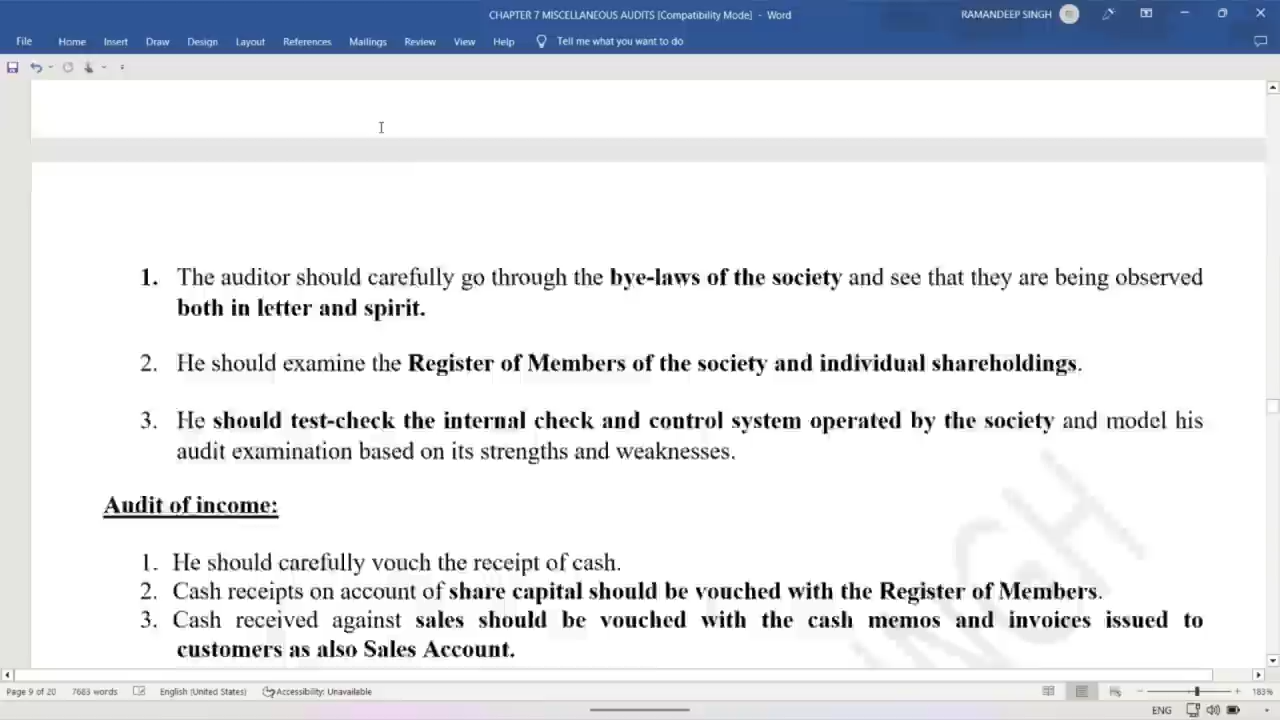 CHAPTER 7 MISCELLANEOUS AUDITS [Compatibility Mode] - Word
RAMANDEEP SINGH
File Home Insert Draw Design Layout References Mailings Review View Help Tell me what you want to do
1. The auditor should carefully go through the bye-laws of the society and see that they are being observed
both in letter and spirit.
2. He should examine the Register of Members of the society and individual shareholdings.
3. He should test-check the internal check and control system operated by the society and model his
audit examination based on its strengths and weaknesses.
Audit of income:
1. He should carefully vouch the receipt of cash.
2. Cash receipts on account of share capital should be vouched with the Register of Members.
3. Cash received against sales should be vouched with the cash memos and invoices issued to
customers as also Sales Account.
Page 9 of 20 7663 words English (United States) Accessibility: Unavailable 183%
ENG